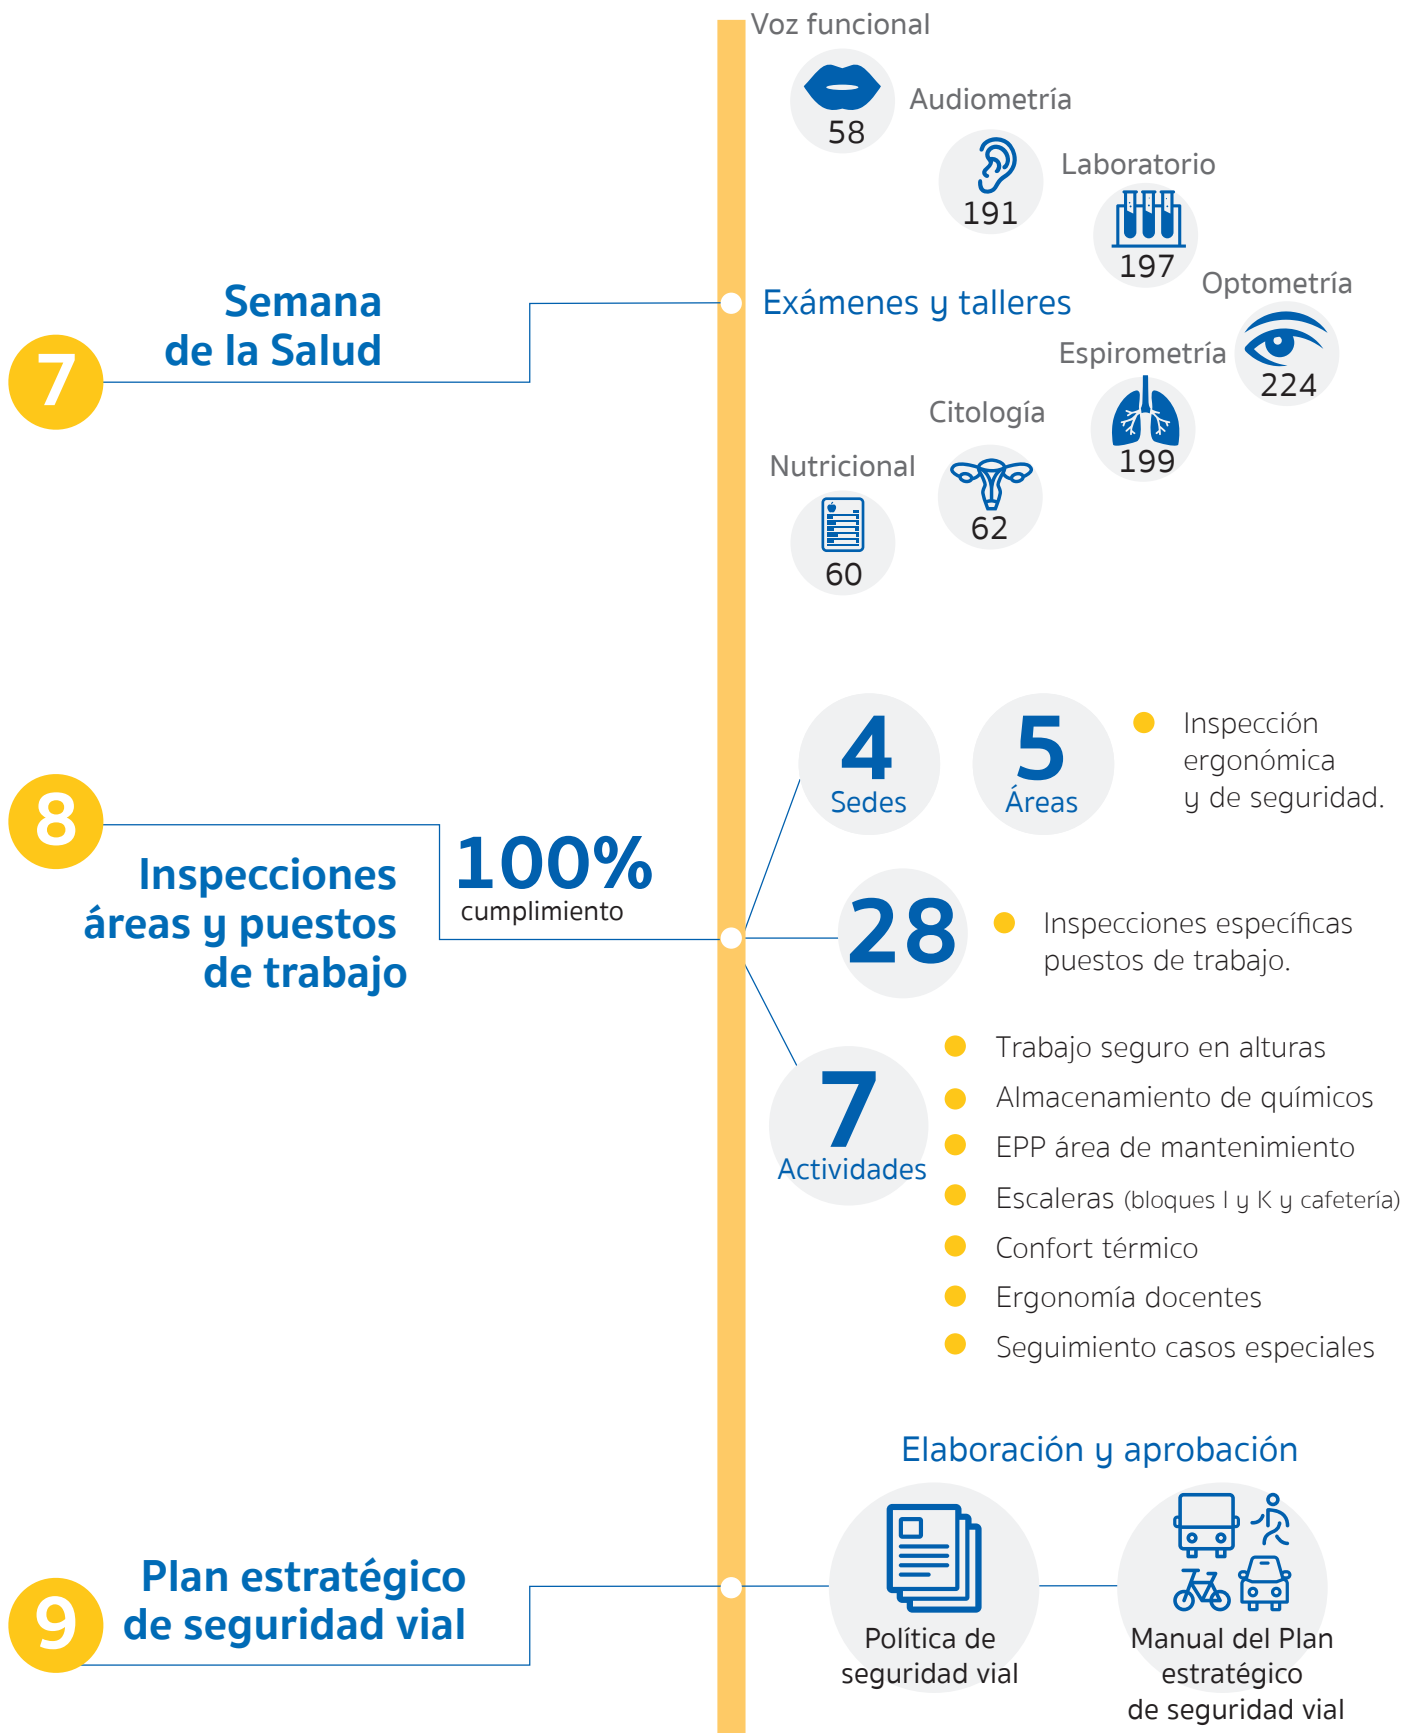 Voz funcional
58
Audiometría
191
Laboratorio
197
Optometría
224
Exámenes y talleres
Espirometría
199
Citología
62
Nutricional
60
7
Semana
de la Salud
8
Inspecciones
áreas y puestos
de trabajo
100%
cumplimiento
4
Sedes
5
Áreas
Inspección
ergonómica
y de seguridad.
28
Inspecciones específicas
puestos de trabajo.
7
Actividades
Trabajo seguro en alturas
Almacenamiento de químicos
EPP área de mantenimiento
Escaleras (bloques I y K y cafetería)
Confort térmico
Ergonomía docentes
Seguimiento casos especiales
9
Plan estratégico
de seguridad vial
Elaboración y aprobación
Política de
seguridad vial
Manual del Plan
estratégico
de seguridad vial